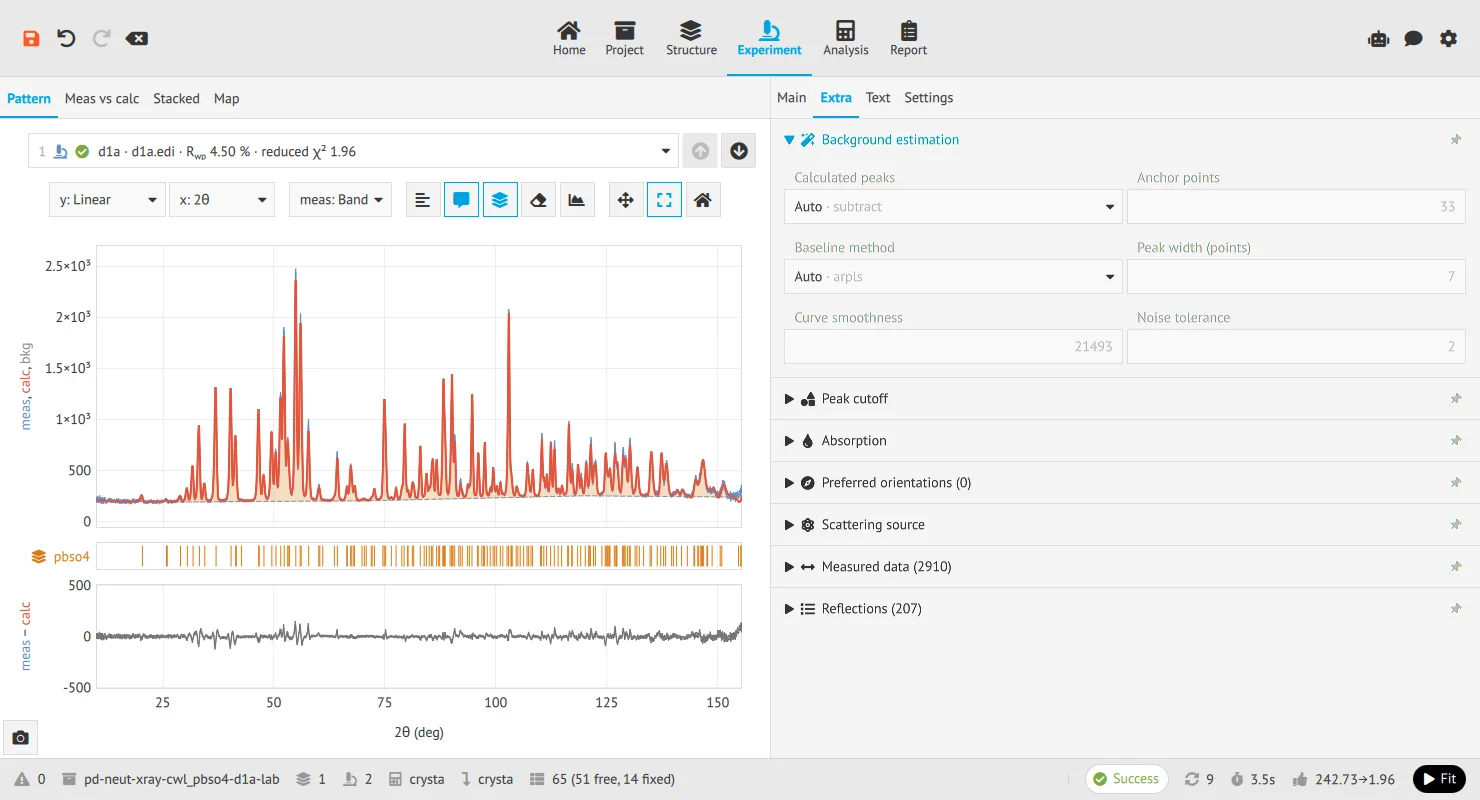 Home Project Structure Experiment Analysis Report
Pattern Meas vs calc Stacked Map
Main Extra Text Settings
1 d1a · d1a.edi · Rwp 4.50 % · reduced χ² 1.96
y: Linear x: 2θ meas: Band
meas, calc, bkg
2.5×10³
2×10³
1.5×10³
1×10³
500
0
pbso4
meas − calc
500
0
-500
25 50 75 100 125 150
2θ (deg)
Background estimation
Calculated peaks Anchor points
Auto · subtract 33
Baseline method Peak width (points)
Auto · arpls 7
Curve smoothness Noise tolerance
21493 2
Peak cutoff
Absorption
Preferred orientations (0)
Scattering source
Measured data (2910)
Reflections (207)
0 pd-neut-xray-cwl_pbso4-d1a-lab 1 2 crysta crysta 65 (51 free, 14 fixed) Success 9 3.5s 242.73→1.96 Fit